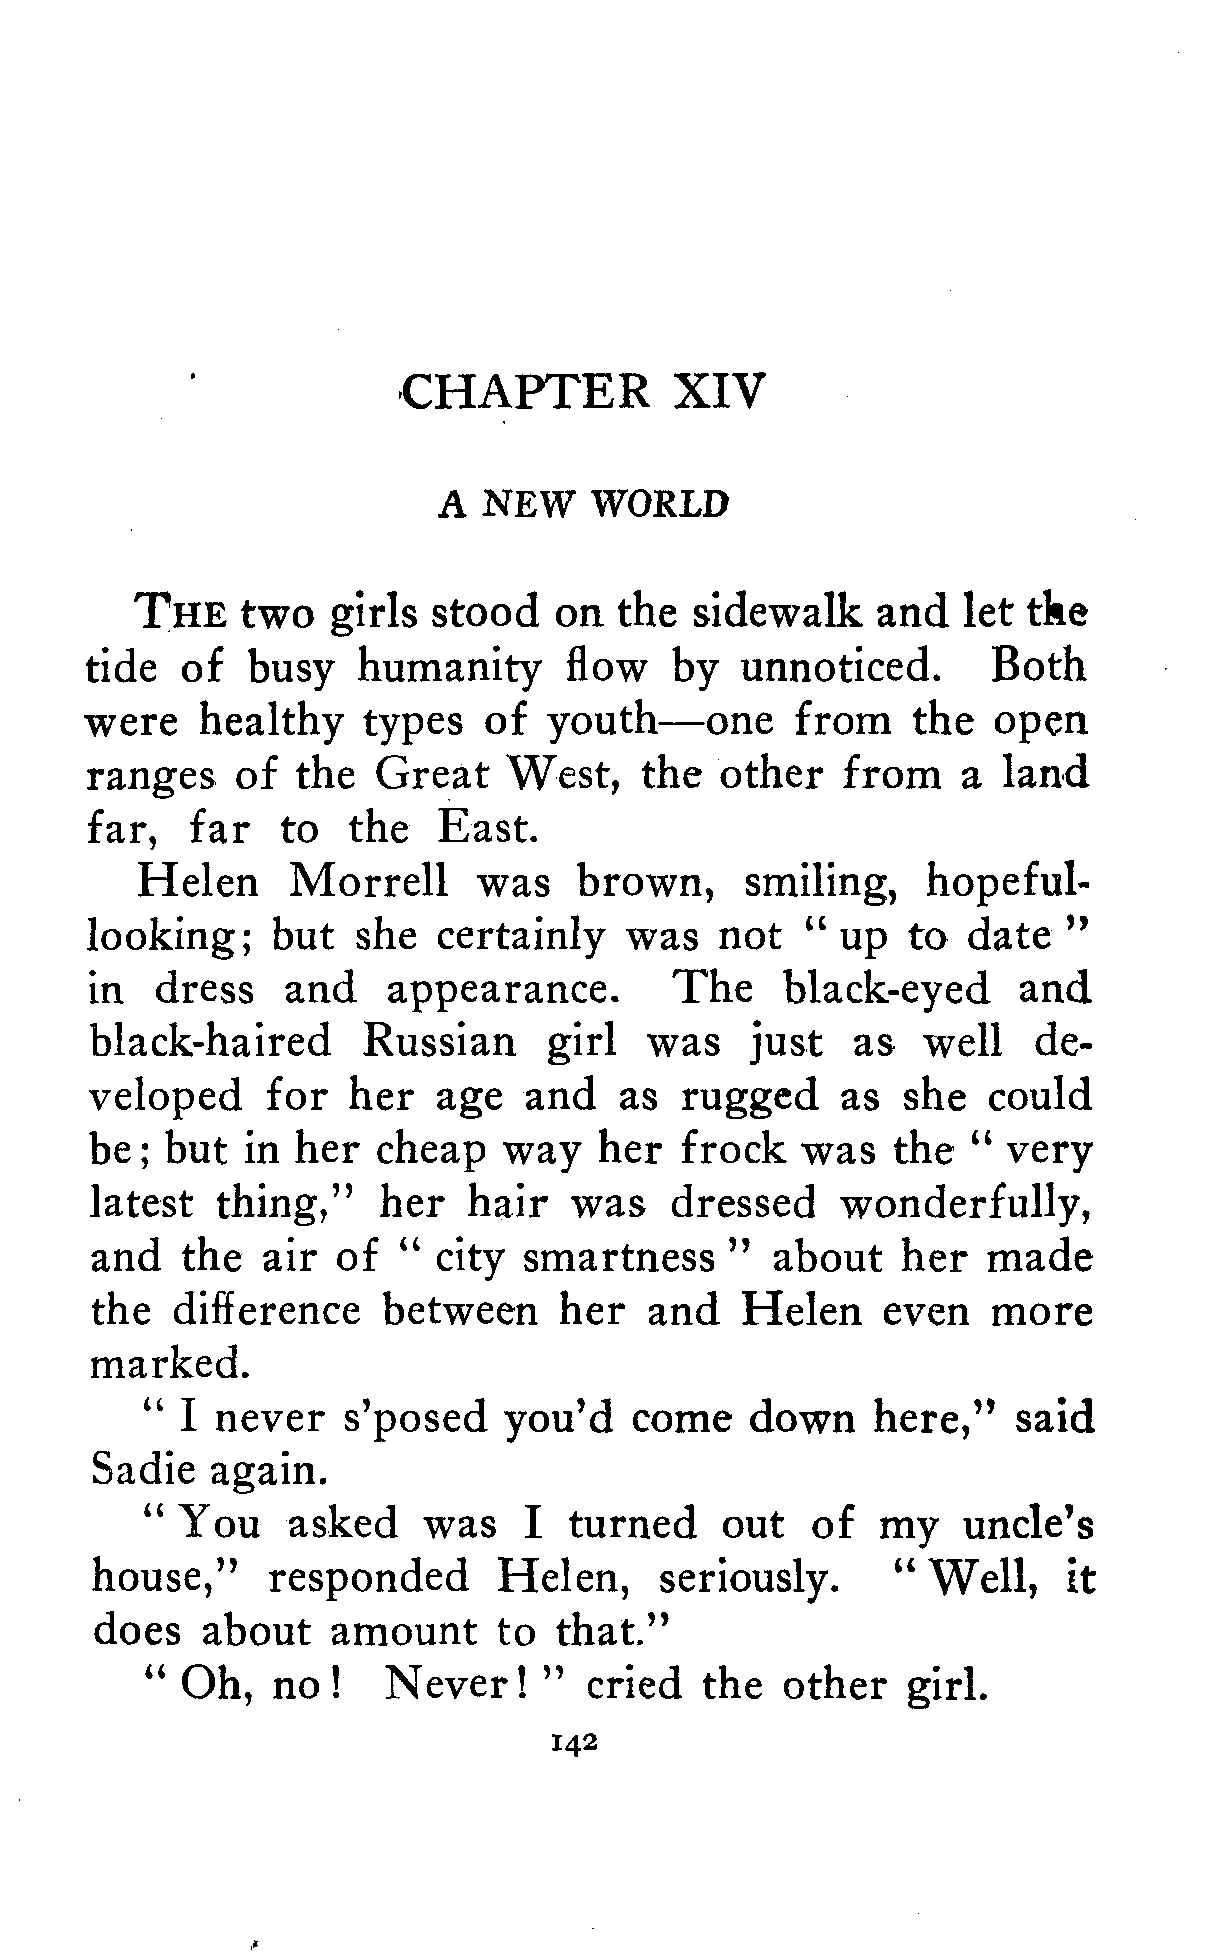 CHAPTER XIV
A NEW WORLD
THE two girls stood on the sidewalk and let the
tide of busy humanity flow by unnoticed. Both
were healthy types of youth—one from the open
ranges of the Great West, the other from a land
far, far to the East.
Helen Morrell was brown, smiling, hopeful-
looking; but she certainly was not “ up to date ”
in dress and appearance. The black-eyed and
black-haired Russian girl was just as well de-
veloped for her age and as rugged as she could
be; but in her cheap way her frock was the “ very
latest thing,” her hair was dressed wonderfully,
and the air of “ city smartness ” about her made
the difference between her and Helen even more
marked.
“ I never s’posed you’d come down here,” said
Sadie again.
“ You asked was I turned out of my uncle’s
house,” responded Helen, seriously. “ Well, it
does about amount to that.”
“ Oh, no! Never! ” cried the other girl.
142